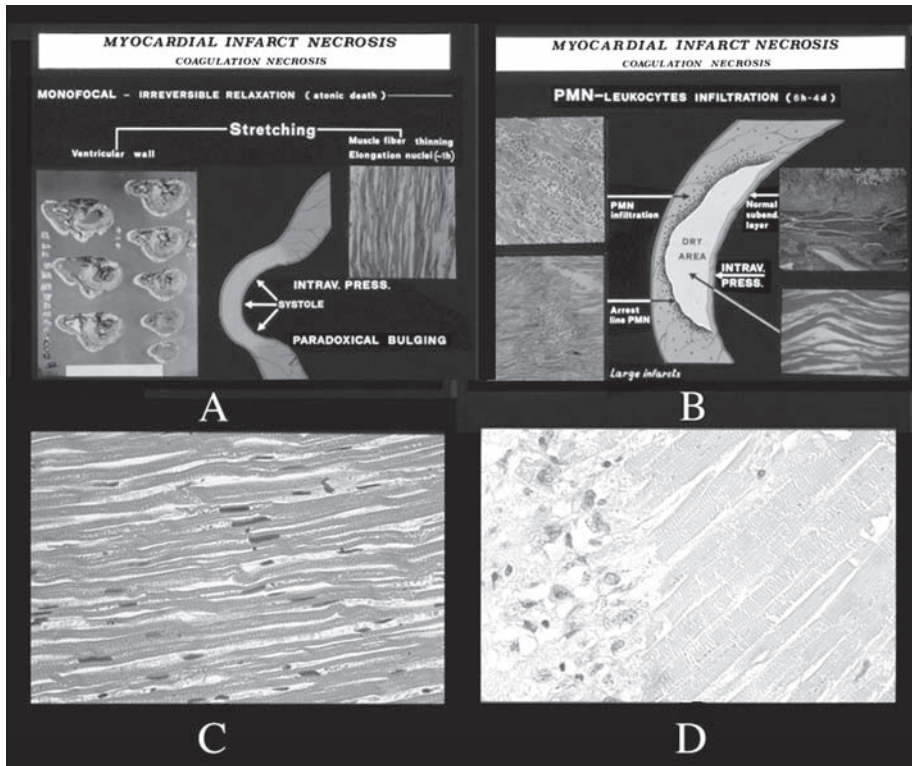 MYOCARDIAL INFARCT NECROSIS
COAGULATION NECROSIS
MONOFOCAL – IRREVERSIBLE RELAXATION (atonic death)
Stretching
Ventricular wall
Muscle fiber thinning
Elongation nuclei (~1h)
INTRAV. PRESS.
SYSTOLE
PARADOXICAL BULGING
A
MYOCARDIAL INFARCT NECROSIS
COAGULATION NECROSIS
PMN–LEUKOCYTES INFILTRATION (6h-4d)
PMN
infiltration
Normal
subend.
layer
DRY
AREA
INTRAV.
PRESS.
Arrest
line PMN
Large infarcts
B
C
D